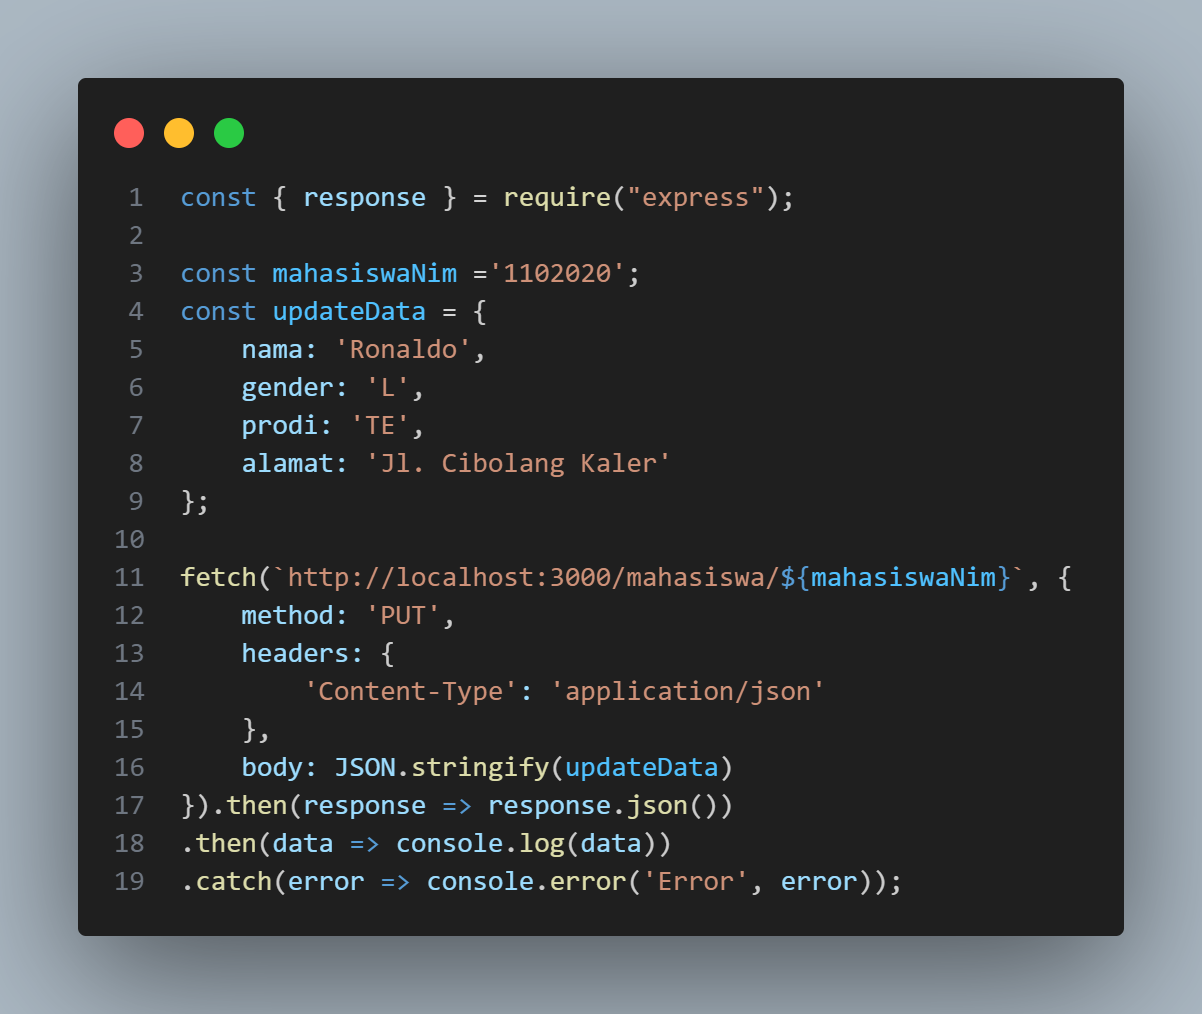 1 const { response } = require("express");
2
3 const mahasiswaNim ='1102020';
4 const updateData = {
5     nama: 'Ronaldo',
6     gender: 'L',
7     prodi: 'TE',
8     alamat: 'Jl. Cibolang Kaler'
9 };
10
11 fetch(`http://localhost:3000/mahasiswa/${mahasiswaNim}`, {
12     method: 'PUT',
13     headers: {
14         'Content-Type': 'application/json'
15     },
16     body: JSON.stringify(updateData)
17 }).then(response => response.json())
18 .then(data => console.log(data))
19 .catch(error => console.error('Error', error));